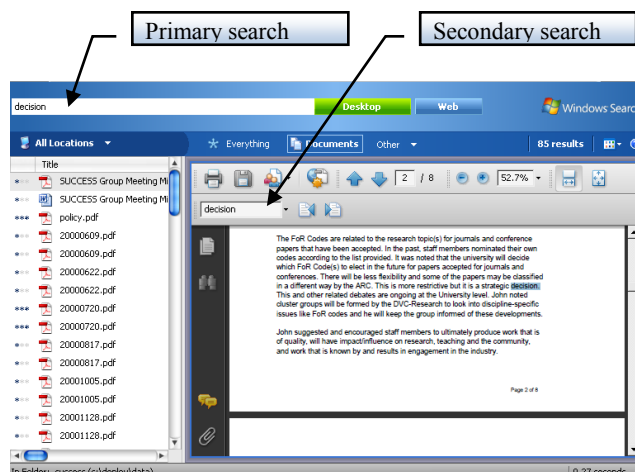 Primary search
Secondary search
decision
Desktop
Web
Windows Searc
All Locations
Everything
Documents
Other
85 results
Title
SUCCESS Group Meeting Mi
SUCCESS Group Meeting Mi
policy.pdf
20000609.pdf
20000609.pdf
20000622.pdf
20000622.pdf
20000720.pdf
20000720.pdf
20000817.pdf
20000817.pdf
20001005.pdf
20001005.pdf
20001128.pdf
20001128.pdf
2 / 8
52.7%
decision
The FoR Codes are related to the research topic(s) for journals and conference
papers that have been accepted. In the past, staff members nominated their own
codes according to the list provided. It was noted that the university will decide
which FoR Code(s) to elect in the future for papers accepted for journals and
conferences. There will be less flexibility and some of the papers may be classified
in a different way by the ARC. This is more restrictive but it is a strategic decision.
This and other related debates are ongoing at the University level. John noted
cluster groups will be formed by the DVC-Research to look into discipline-specific
issues like FoR codes and he will keep the group informed of these developments.
John suggested and encouraged staff members to ultimately produce work that is
of quality, will have impact/influence on research, teaching and the community,
and work that is known by and results in engagement in the industry.
Page 2 of 8
In Folder: success (c:\deploy\data)
0.27 seconds